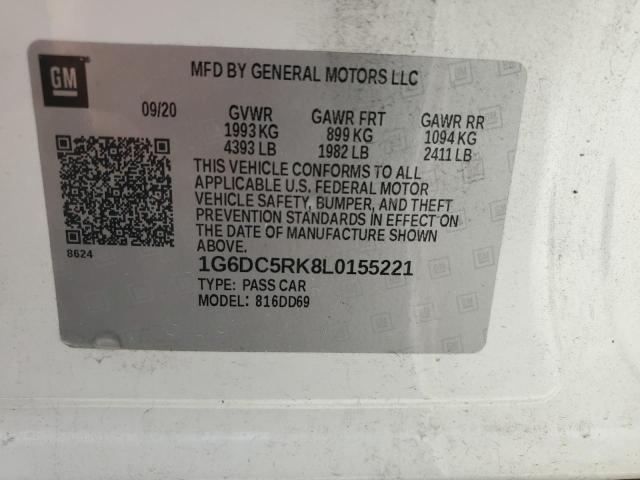 GM
MFD BY GENERAL MOTORS LLC
09/20 GVWR GAWR FRT GAWR RR
1993 KG 899 KG 1094 KG
4393 LB 1982 LB 2411 LB
THIS VEHICLE CONFORMS TO ALL
APPLICABLE U.S. FEDERAL MOTOR
VEHICLE SAFETY, BUMPER, AND THEFT
PREVENTION STANDARDS IN EFFECT ON
THE DATE OF MANUFACTURE SHOWN ABOVE.
8624
1G6DC5RK8L0155221
TYPE: PASS CAR
MODEL: 816DD69